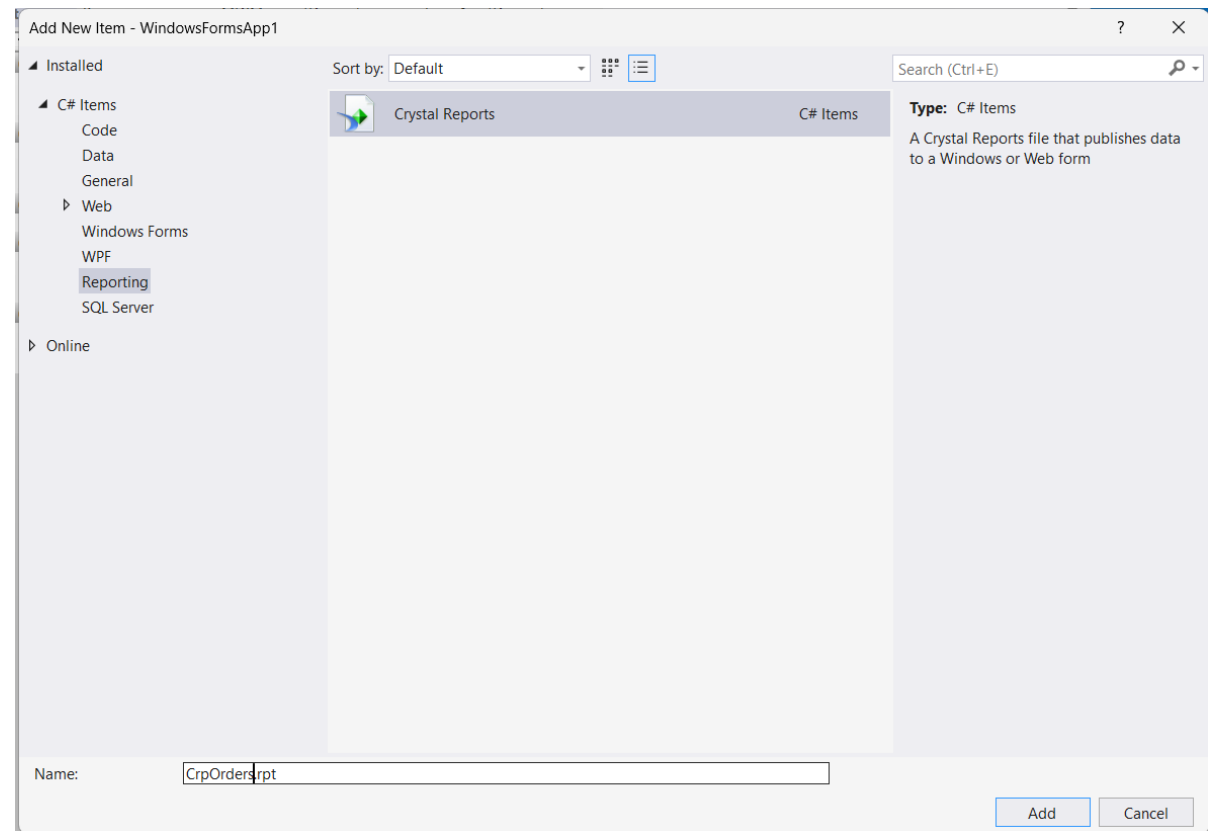 Add New Item - WindowsFormsApp1
?
Installed
Sort by: Default
Search (Ctrl+E)
C# Items
Code
Data
General
Web
Windows Forms
WPF
Reporting
SQL Server
Online
Crystal Reports C# Items
Type: C# Items
A Crystal Reports file that publishes data
to a Windows or Web form
Name: CrpOrders.rpt
Add Cancel